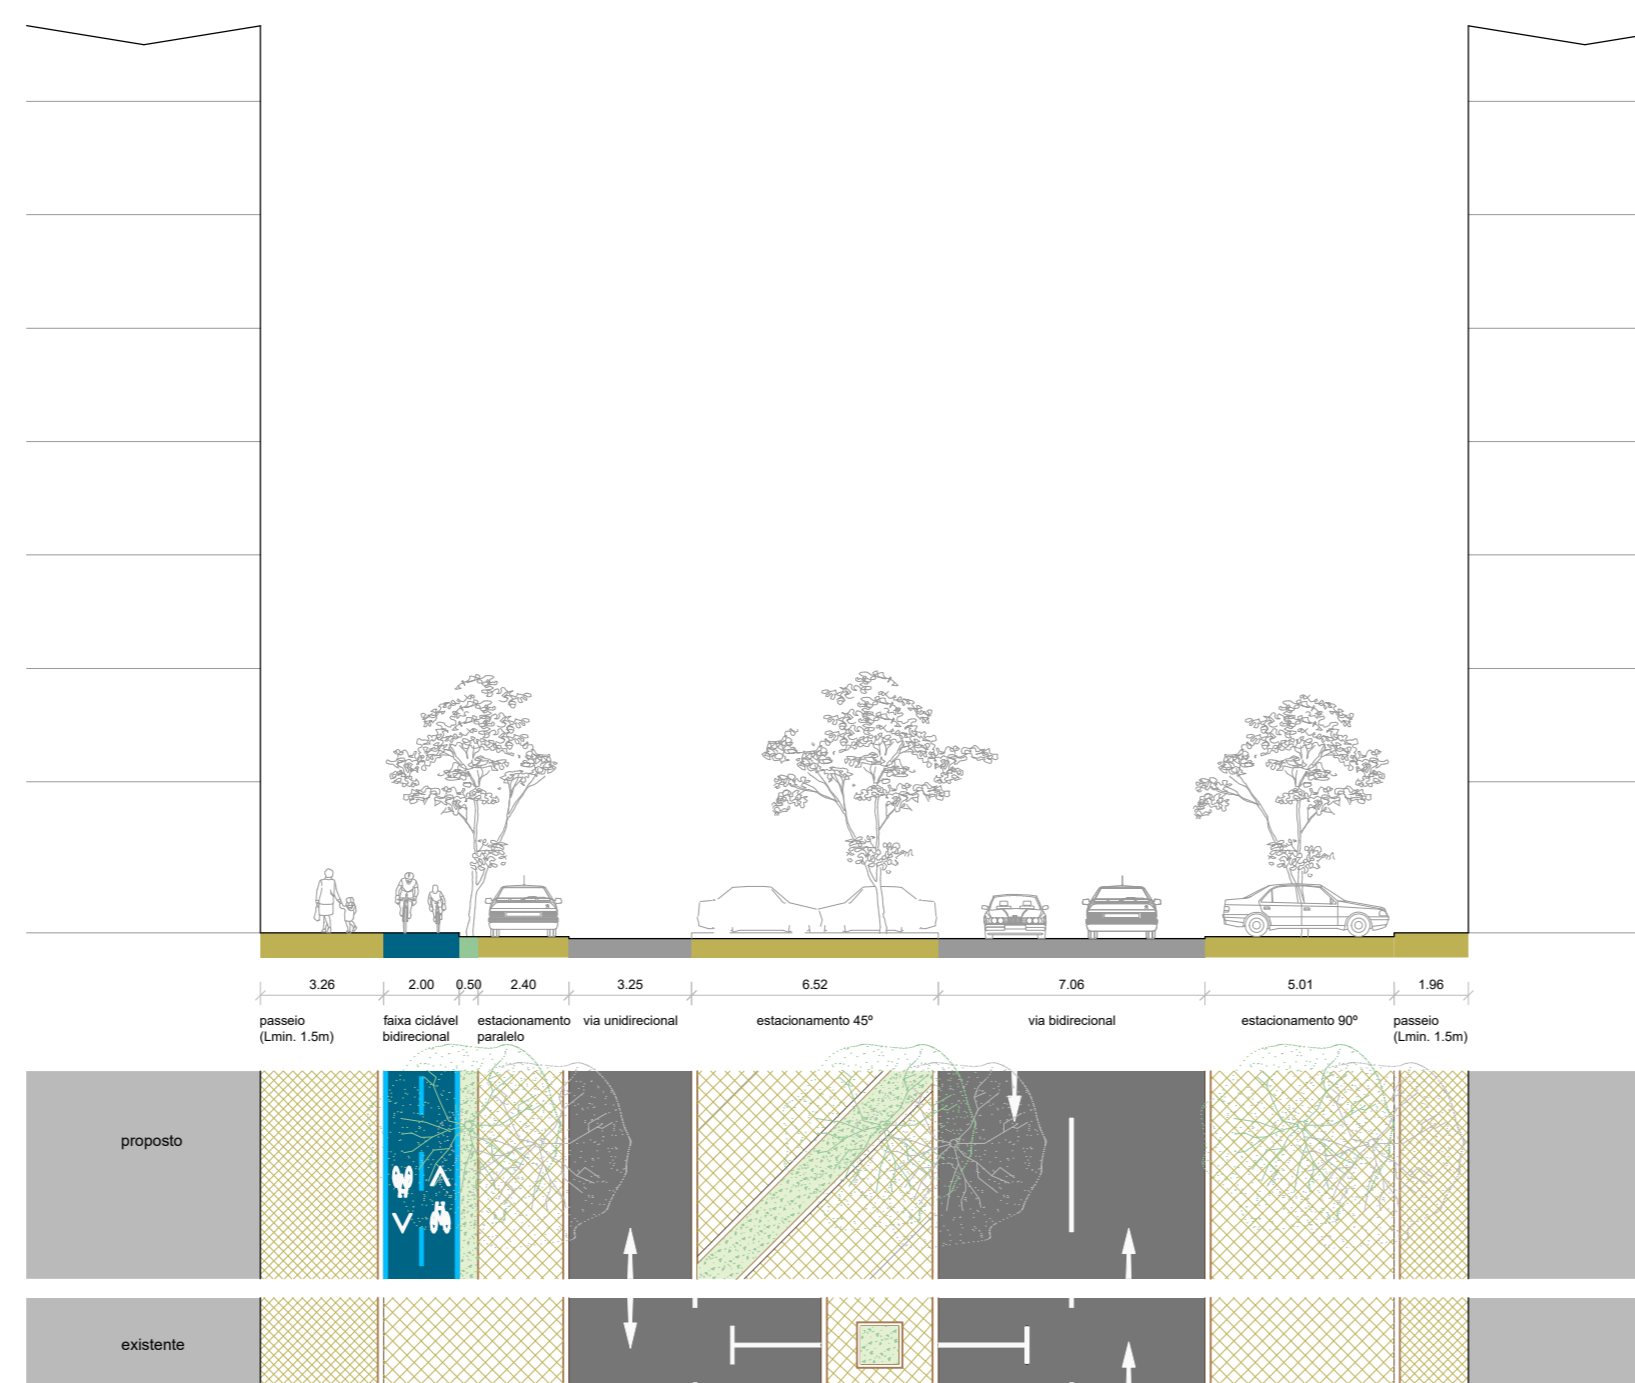 3.26 2.00 0.50 2.40 3.25 6.52 7.06 5.01 1.96
passeio
(Lmin. 1.5m)
faixa ciclável
bidirecional
estacionamento
paralelo
via unidirecional
estacionamento 45º
via bidirecional
estacionamento 90º
passeio
(Lmin. 1.5m)
proposto
existente